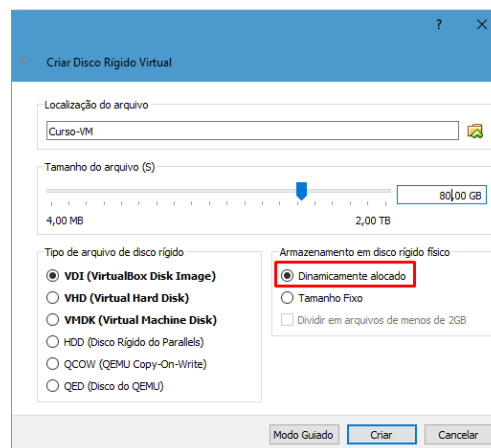 ?
Criar Disco Rígido Virtual
Localização do arquivo
Curso-VM
Tamanho do arquivo (S)
80,00 GB
4,00 MB 2,00 TB
Tipo de arquivo de disco rígido
VDI (VirtualBox Disk Image)
VHD (Virtual Hard Disk)
VMDK (Virtual Machine Disk)
HDD (Disco Rígido do Parallels)
QCOW (QEMU Copy-On-Write)
QED (Disco do QEMU)
Armazenamento em disco rígido físico
Dinamicamente alocado
Tamanho Fixo
Dividir em arquivos de menos de 2GB
Modo Guiado Criar Cancelar